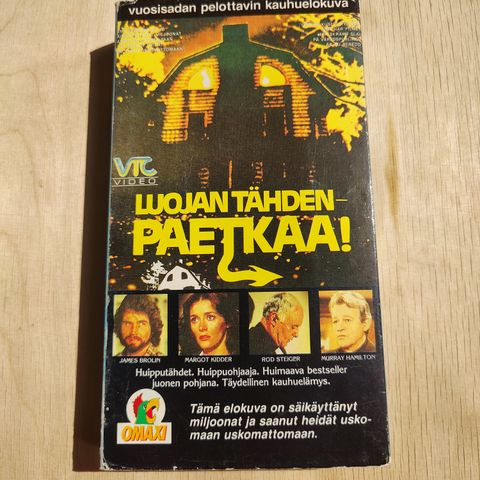 vuosisadan pelottavin kauhuelokuva
VTC
VIDEO
LUOJAN TÄHDEN-
PAETKAA!
JAMES BROLIN
MARGOT KIDDER
ROD STEIGER
MURRAY HAMILTON
Huipputähdet. Huippuohjaaja. Huimaava bestseller
juonen pohjana. Täydellinen kauhuelämys.
OMAXI
Tämä elokuva on säikäyttänyt
miljoonat ja saanut heidät usko-
maan uskomattomaan.